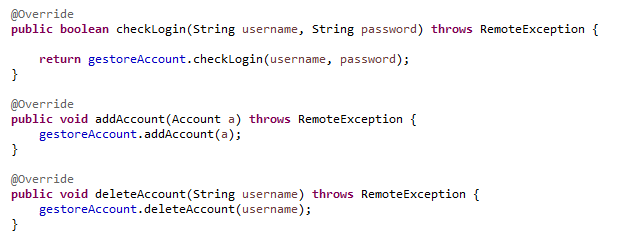 @Override
public boolean checkLogin(String username, String password) throws RemoteException {
return gestoreAccount.checkLogin(username, password);
}
@Override
public void addAccount(Account a) throws RemoteException {
gestoreAccount.addAccount(a);
}
@Override
public void deleteAccount(String username) throws RemoteException {
gestoreAccount.deleteAccount(username);
}